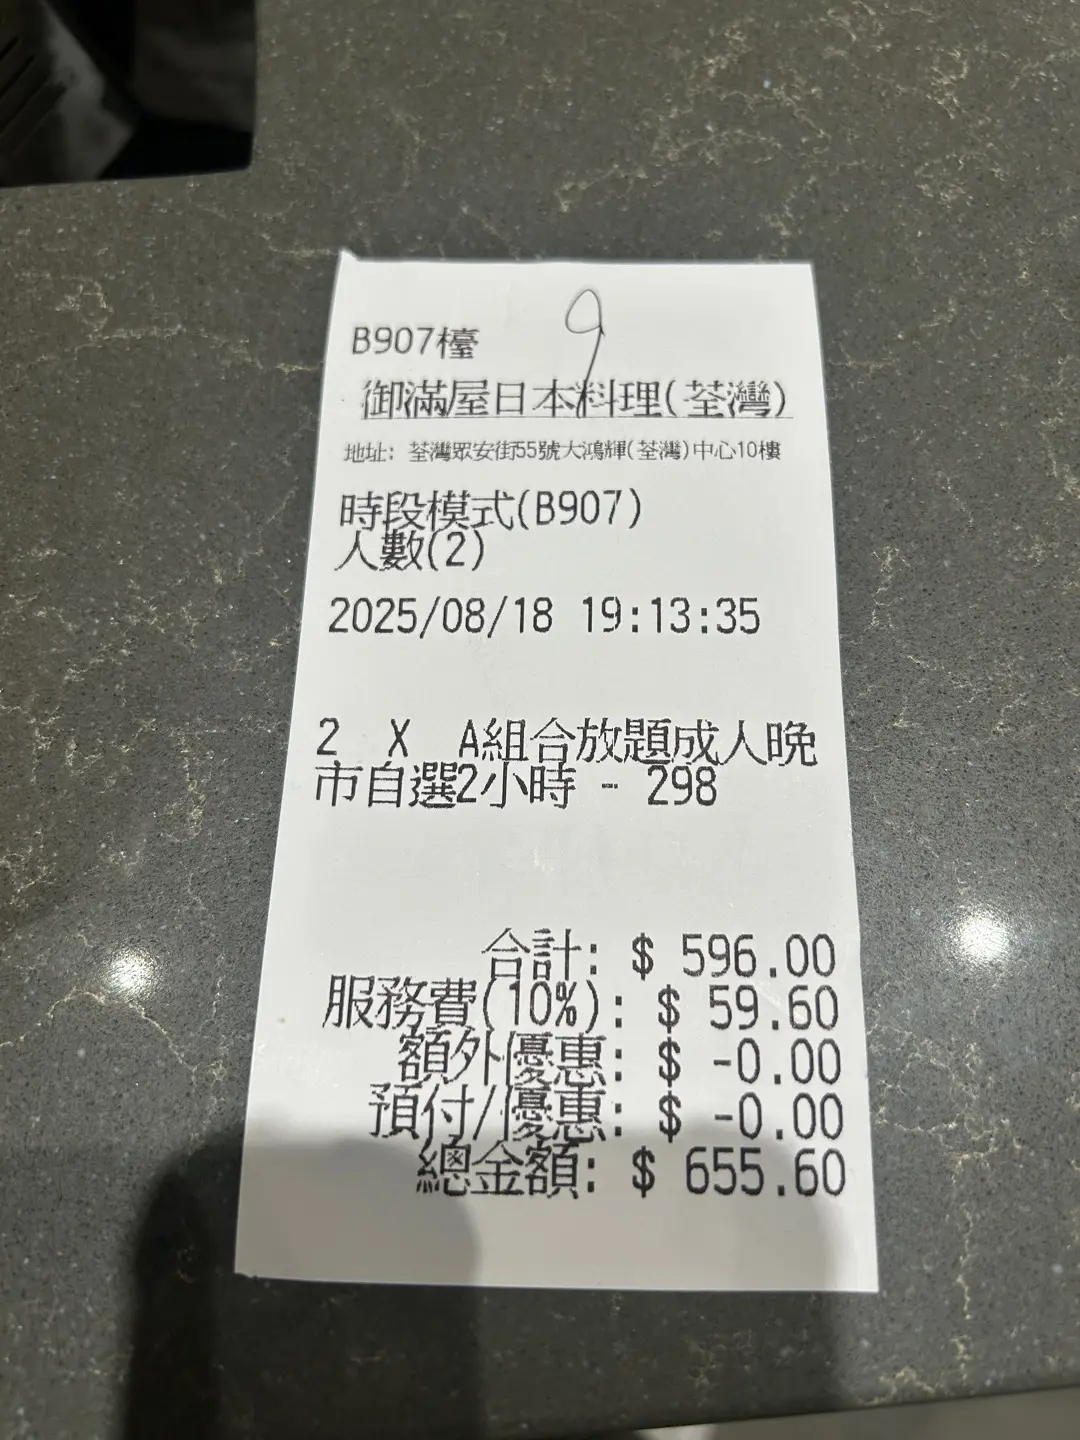 9
B907檯
御滿屋日本料理(荃灣)
地址: 荃灣眾安街55號大鴻輝(荃灣)中心10樓
時段模式(B907)
人數(2)
2025/08/18 19:13:35
2 X A組合放題成人晚
市自選2小時 - 298
合計: $ 596.00
服務費(10%): $ 59.60
額外優惠: $ -0.00
預付/優惠: $ -0.00
總金額: $ 655.60